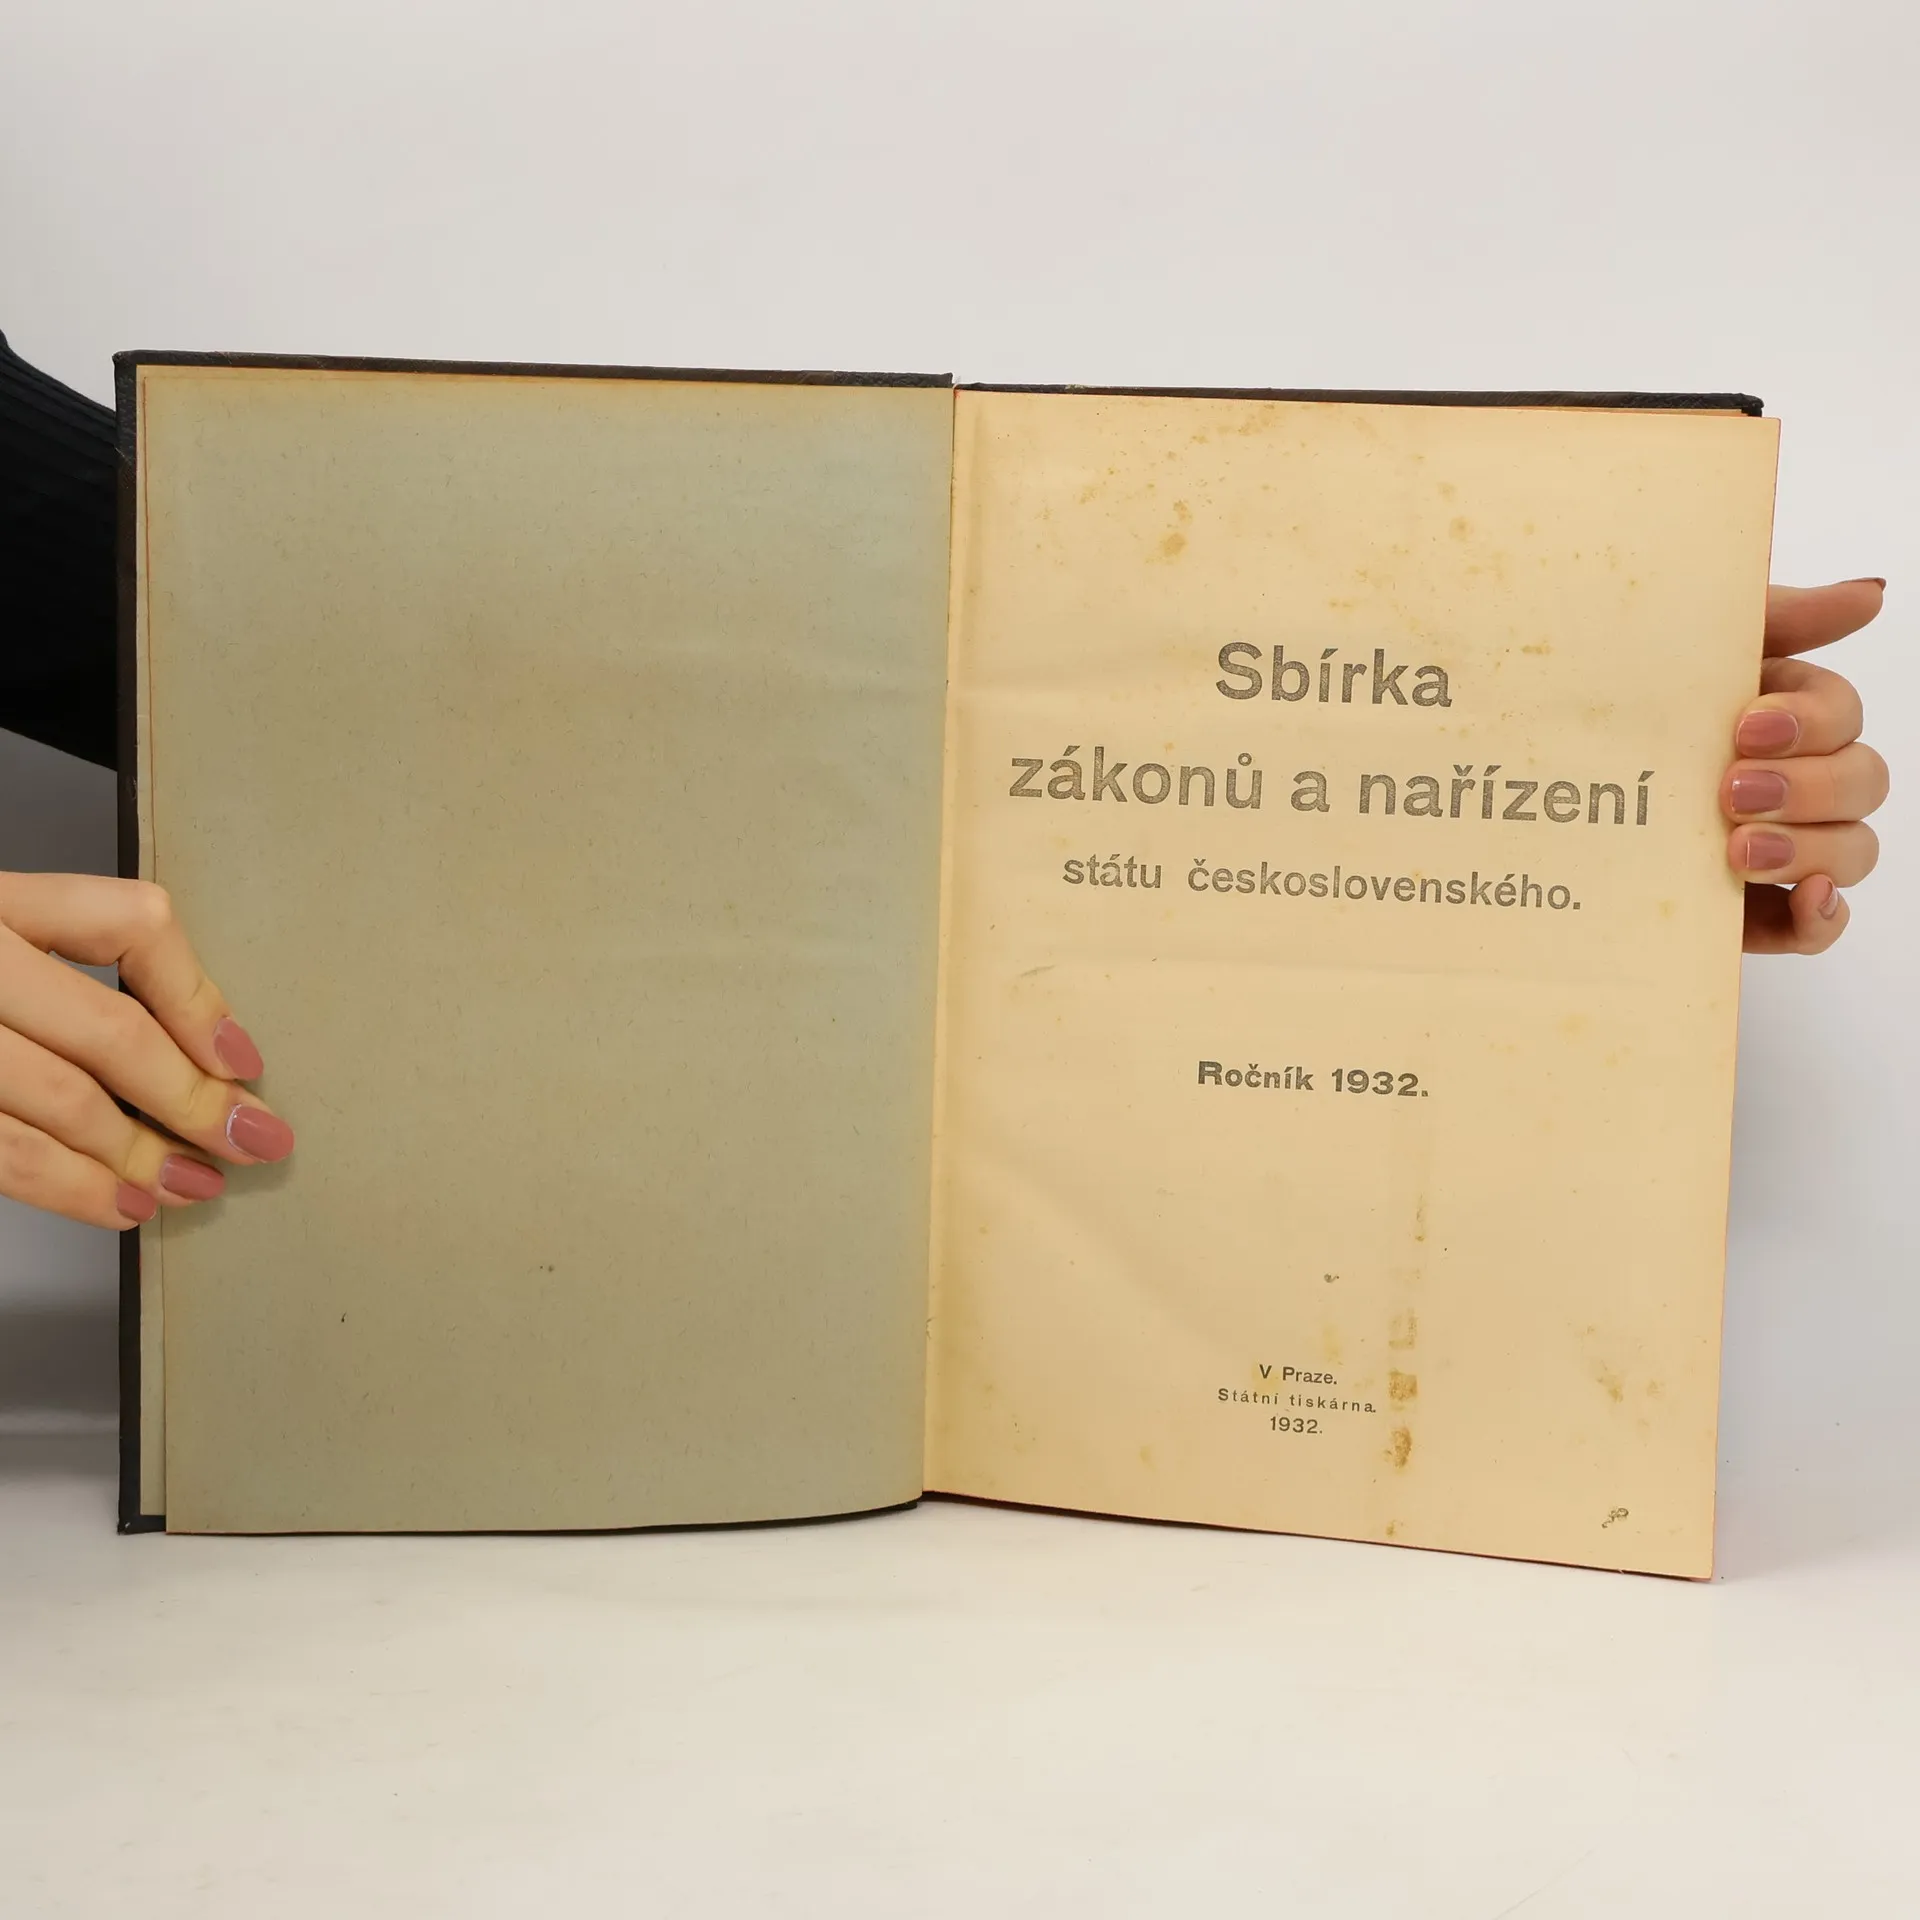 Sbírka
zákonů a nařízení
státu československého.
Ročník 1932.
V Praze.
Státní tiskárna.
1932.